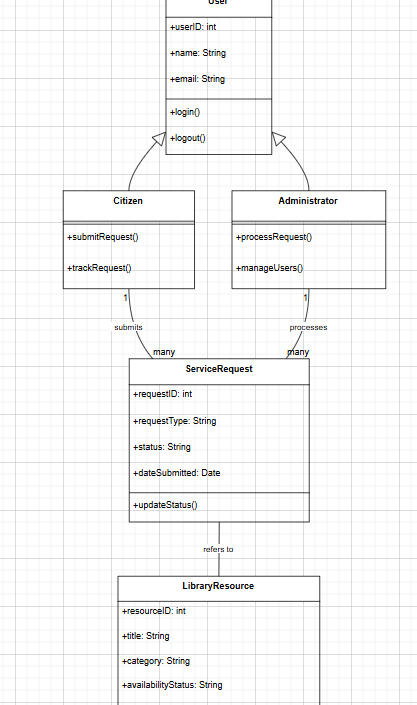 User
+userID: int
+name: String
+email: String
+login()
+logout()
Citizen
Administrator
+submitRequest()
+processRequest()
+trackRequest()
+manageUsers()
1
1
submits
processes
many
many
ServiceRequest
+requestID: int
+requestType: String
+status: String
+dateSubmitted: Date
+updateStatus()
refers to
LibraryResource
+resourceID: int
+title: String
+category: String
+availabilityStatus: String